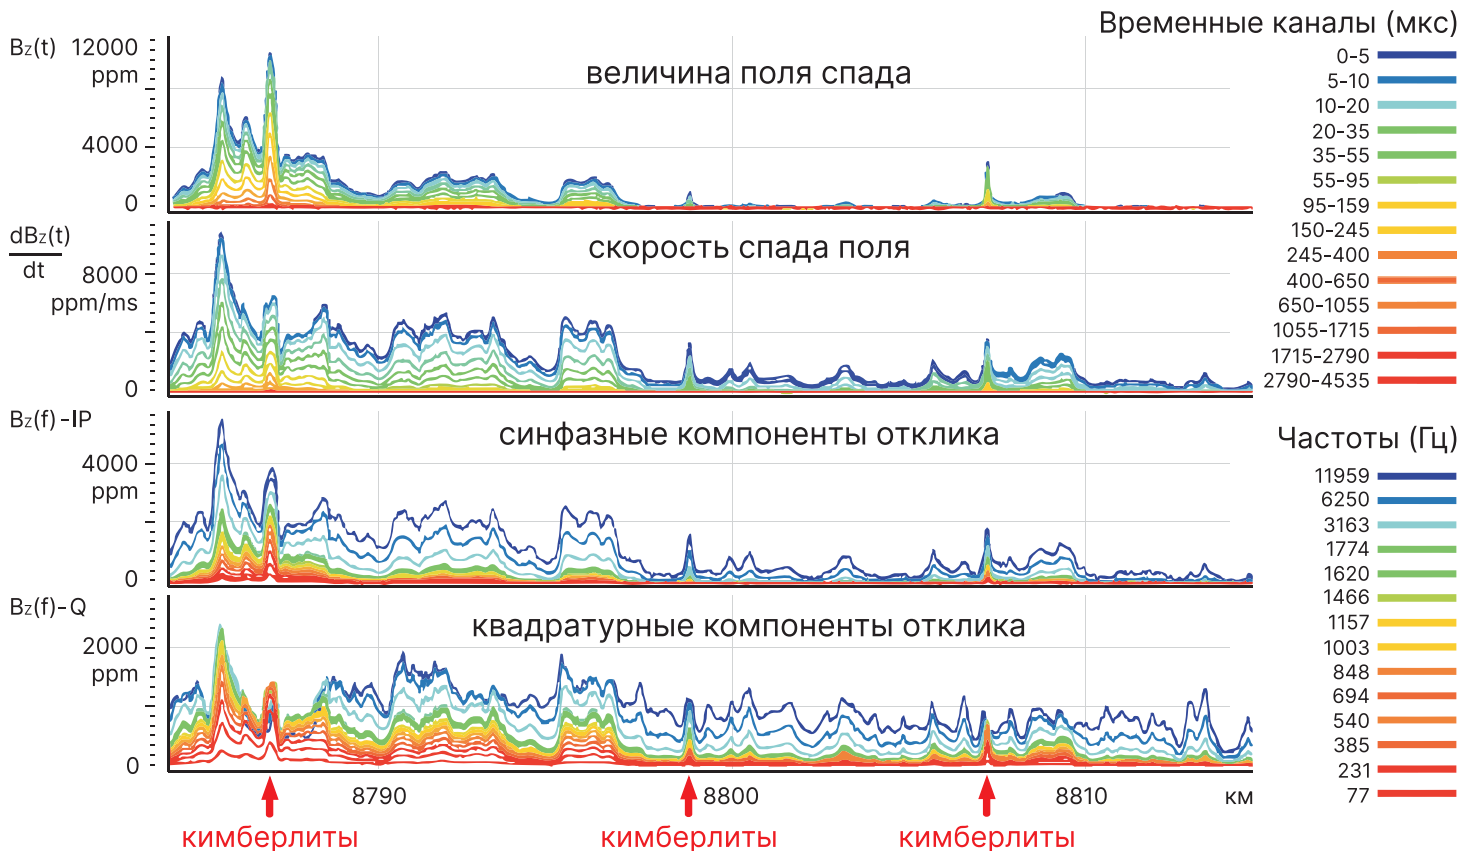 Временные каналы (мкс)
Bz(t) 12000
ppm
величина поля спада
4000
0
0-5
5-10
10-20
20-35
35-55
55-95
95-159
150-245
245-400
400-650
650-1055
1055-1715
1715-2790
2790-4535
dBz(t)
dt
скорость спада поля
8000
ppm/ms
0
Bz(f)-IP
синфазные компоненты отклика
4000
ppm
0
Частоты (Гц)
11959
6250
3163
1774
1620
1466
1157
1003
848
694
540
385
231
77
Bz(f)-Q
квадратурные компоненты отклика
2000
ppm
0
8790 8800 8810 км
кимберлиты кимберлиты кимберлиты